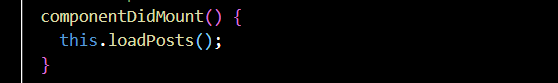 componentDidMount() {
  this.loadPosts();
}